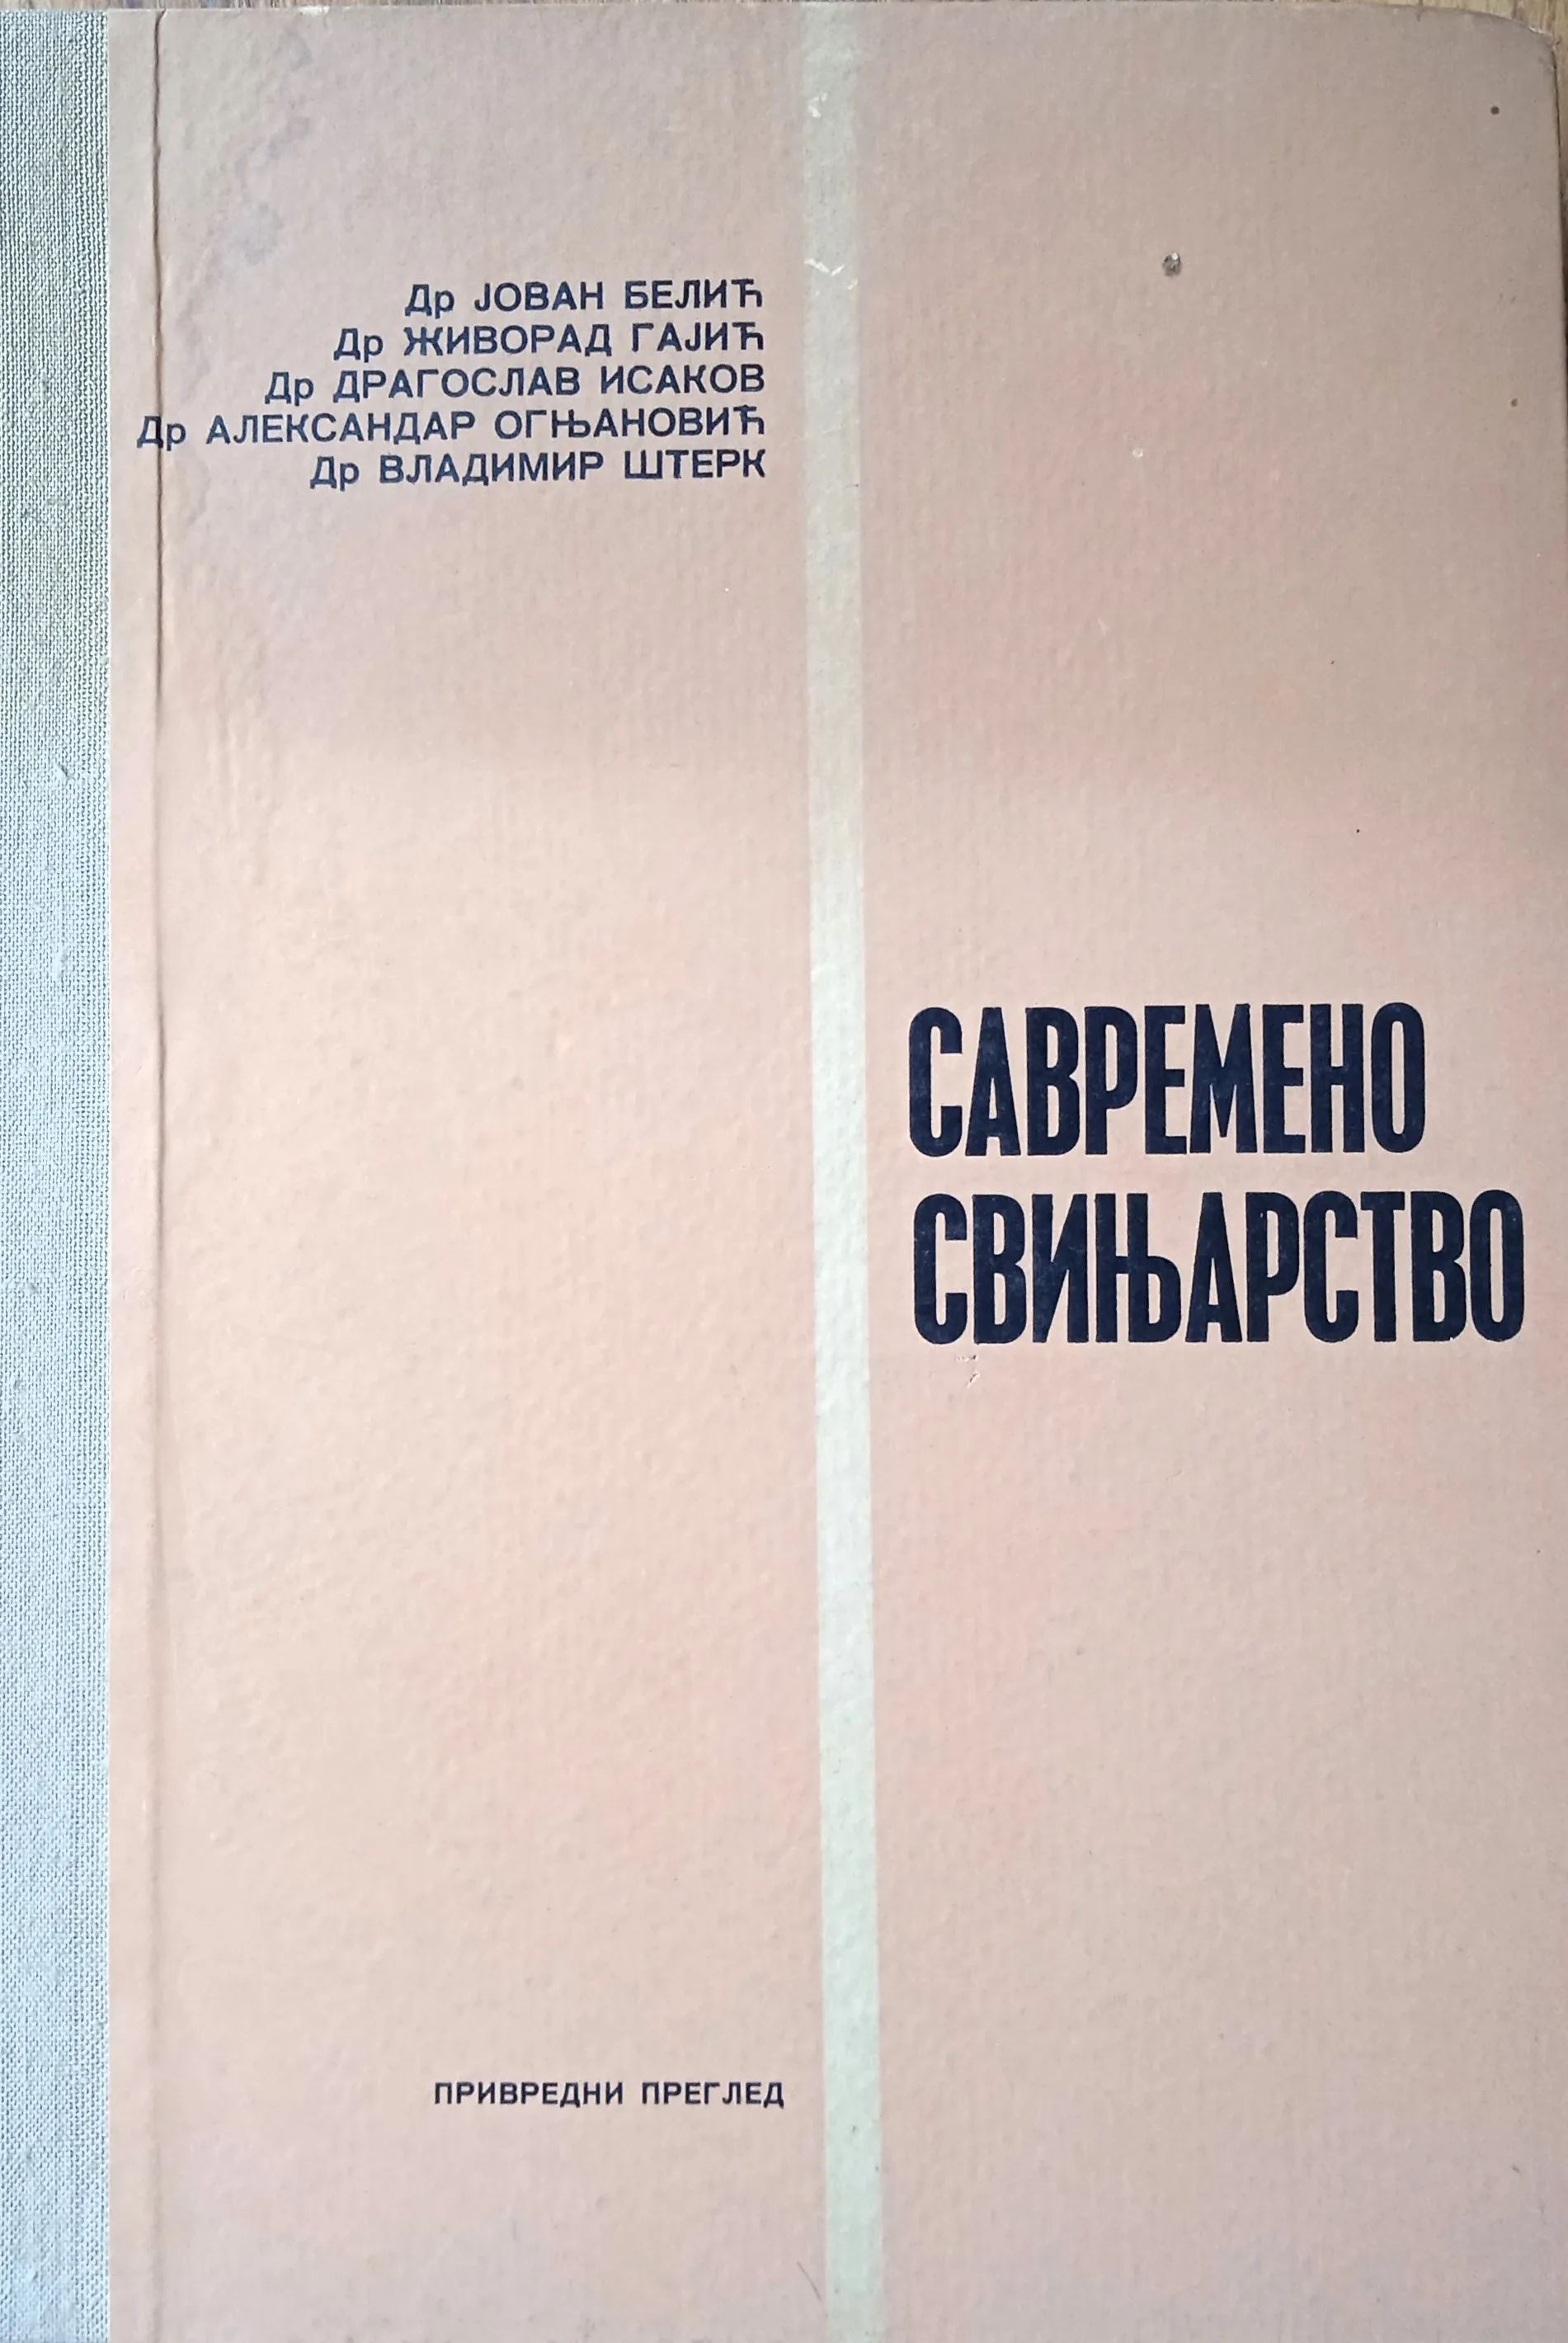 Др ЈОВАН БЕЛИЋ
Др ЖИВОРАД ГАЈИЋ
Др ДРАГОСЛАВ ИСАКОВ
Др АЛЕКСАНДАР ОГЊАНОВИЋ
Др ВЛАДИМИР ШТЕРК
САВРЕМЕНО
СВИЊАРСТВО
ПРИВРЕДНИ ПРЕГЛЕД